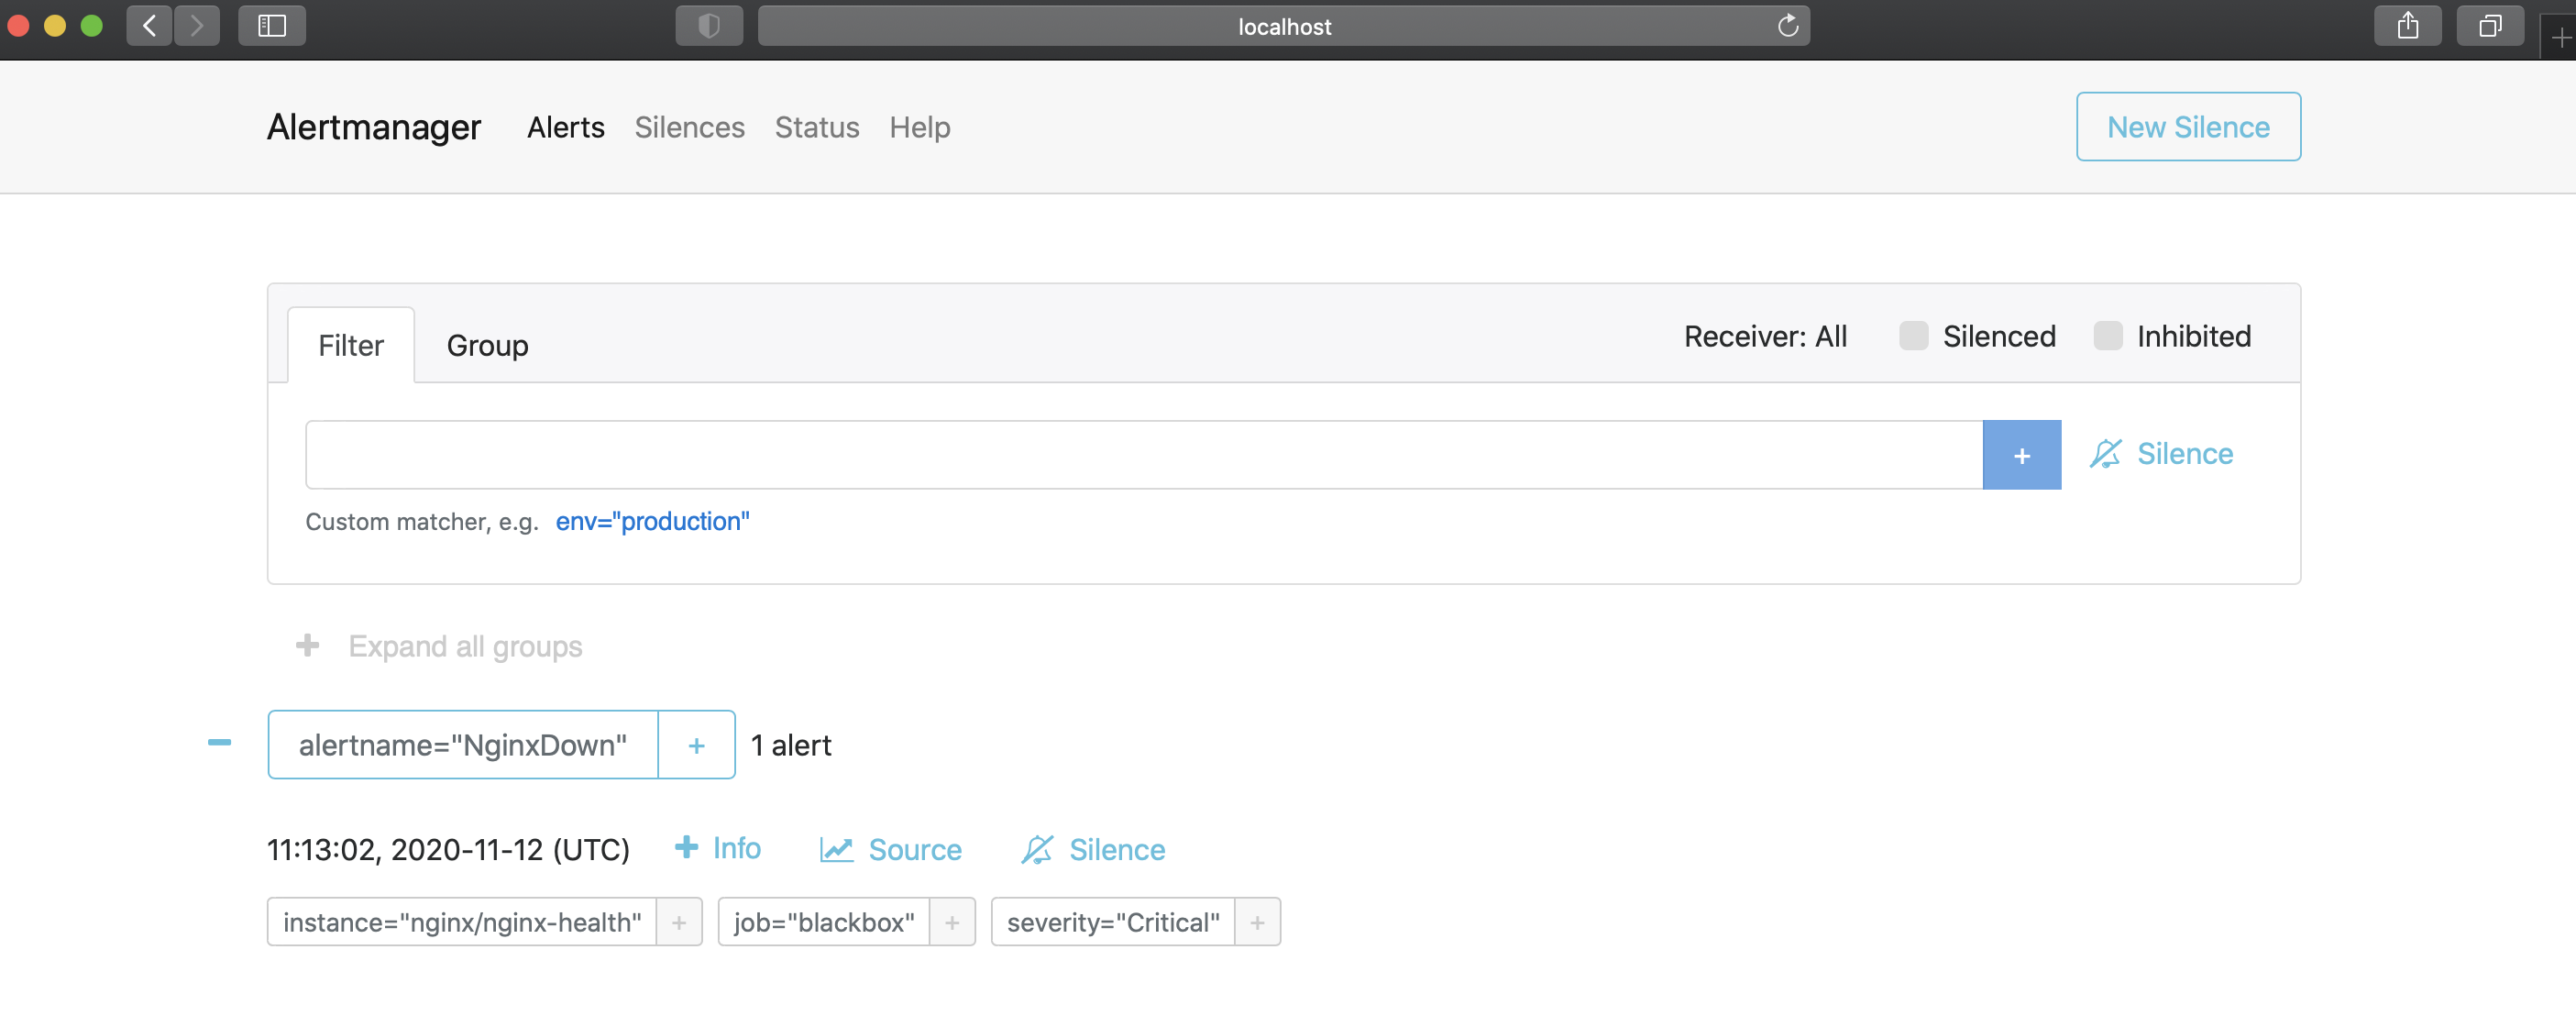 localhost
Alertmanager Alerts Silences Status Help New Silence
Filter Group Receiver: All Silenced Inhibited
+ Silence
Custom matcher, e.g. env="production"
+ Expand all groups
alertname="NginxDown" + 1 alert
11:13:02, 2020-11-12 (UTC) + Info Source Silence
instance="nginx/nginx-health" + job="blackbox" + severity="Critical" +